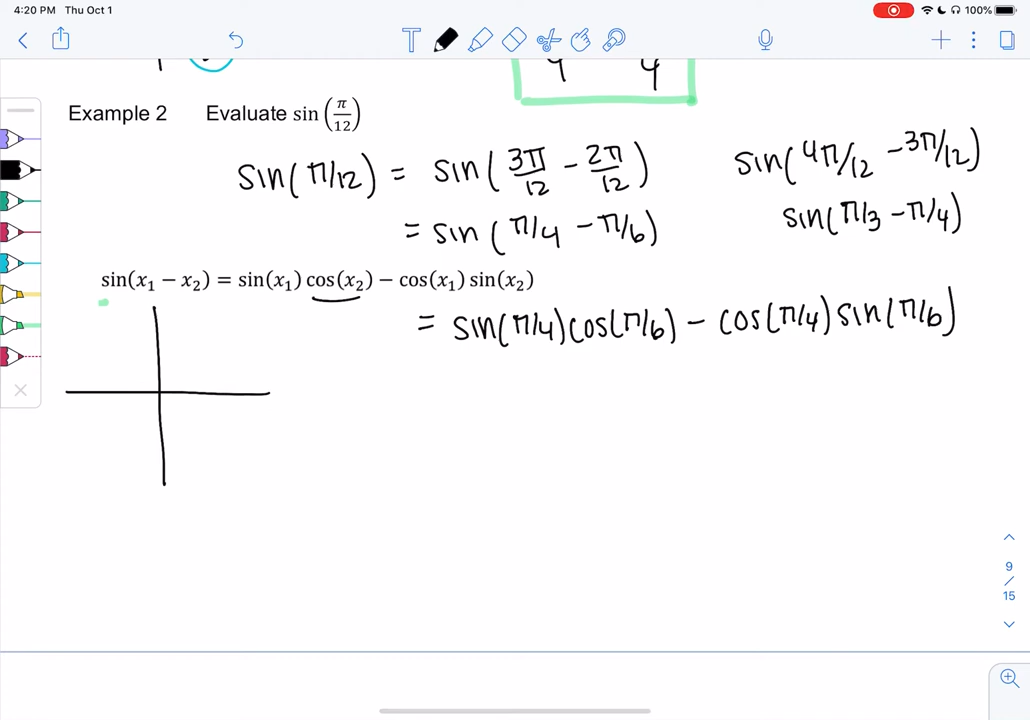 4:20 PM Thu Oct 1
100%
T
4 4
Example 2 Evaluate sin (π/12)
sin(π/12) = sin(3π/12 - 2π/12)
sin(4π/12 - 3π/12)
= sin(π/4 - π/6)
sin(π/3 - π/4)
sin(x₁ − x₂) = sin(x₁) cos(x₂) − cos(x₁) sin(x₂)
= sin(π/4)cos(π/6) - cos(π/4)sin(π/6)
9
/
15